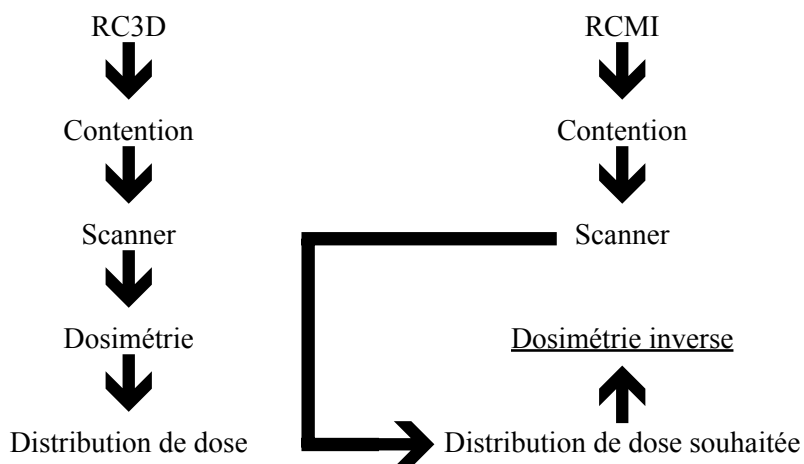 RC3D
Contention
Scanner
Dosimétrie
Distribution de dose
RCMI
Contention
Scanner
Dosimétrie inverse
Distribution de dose souhaitée